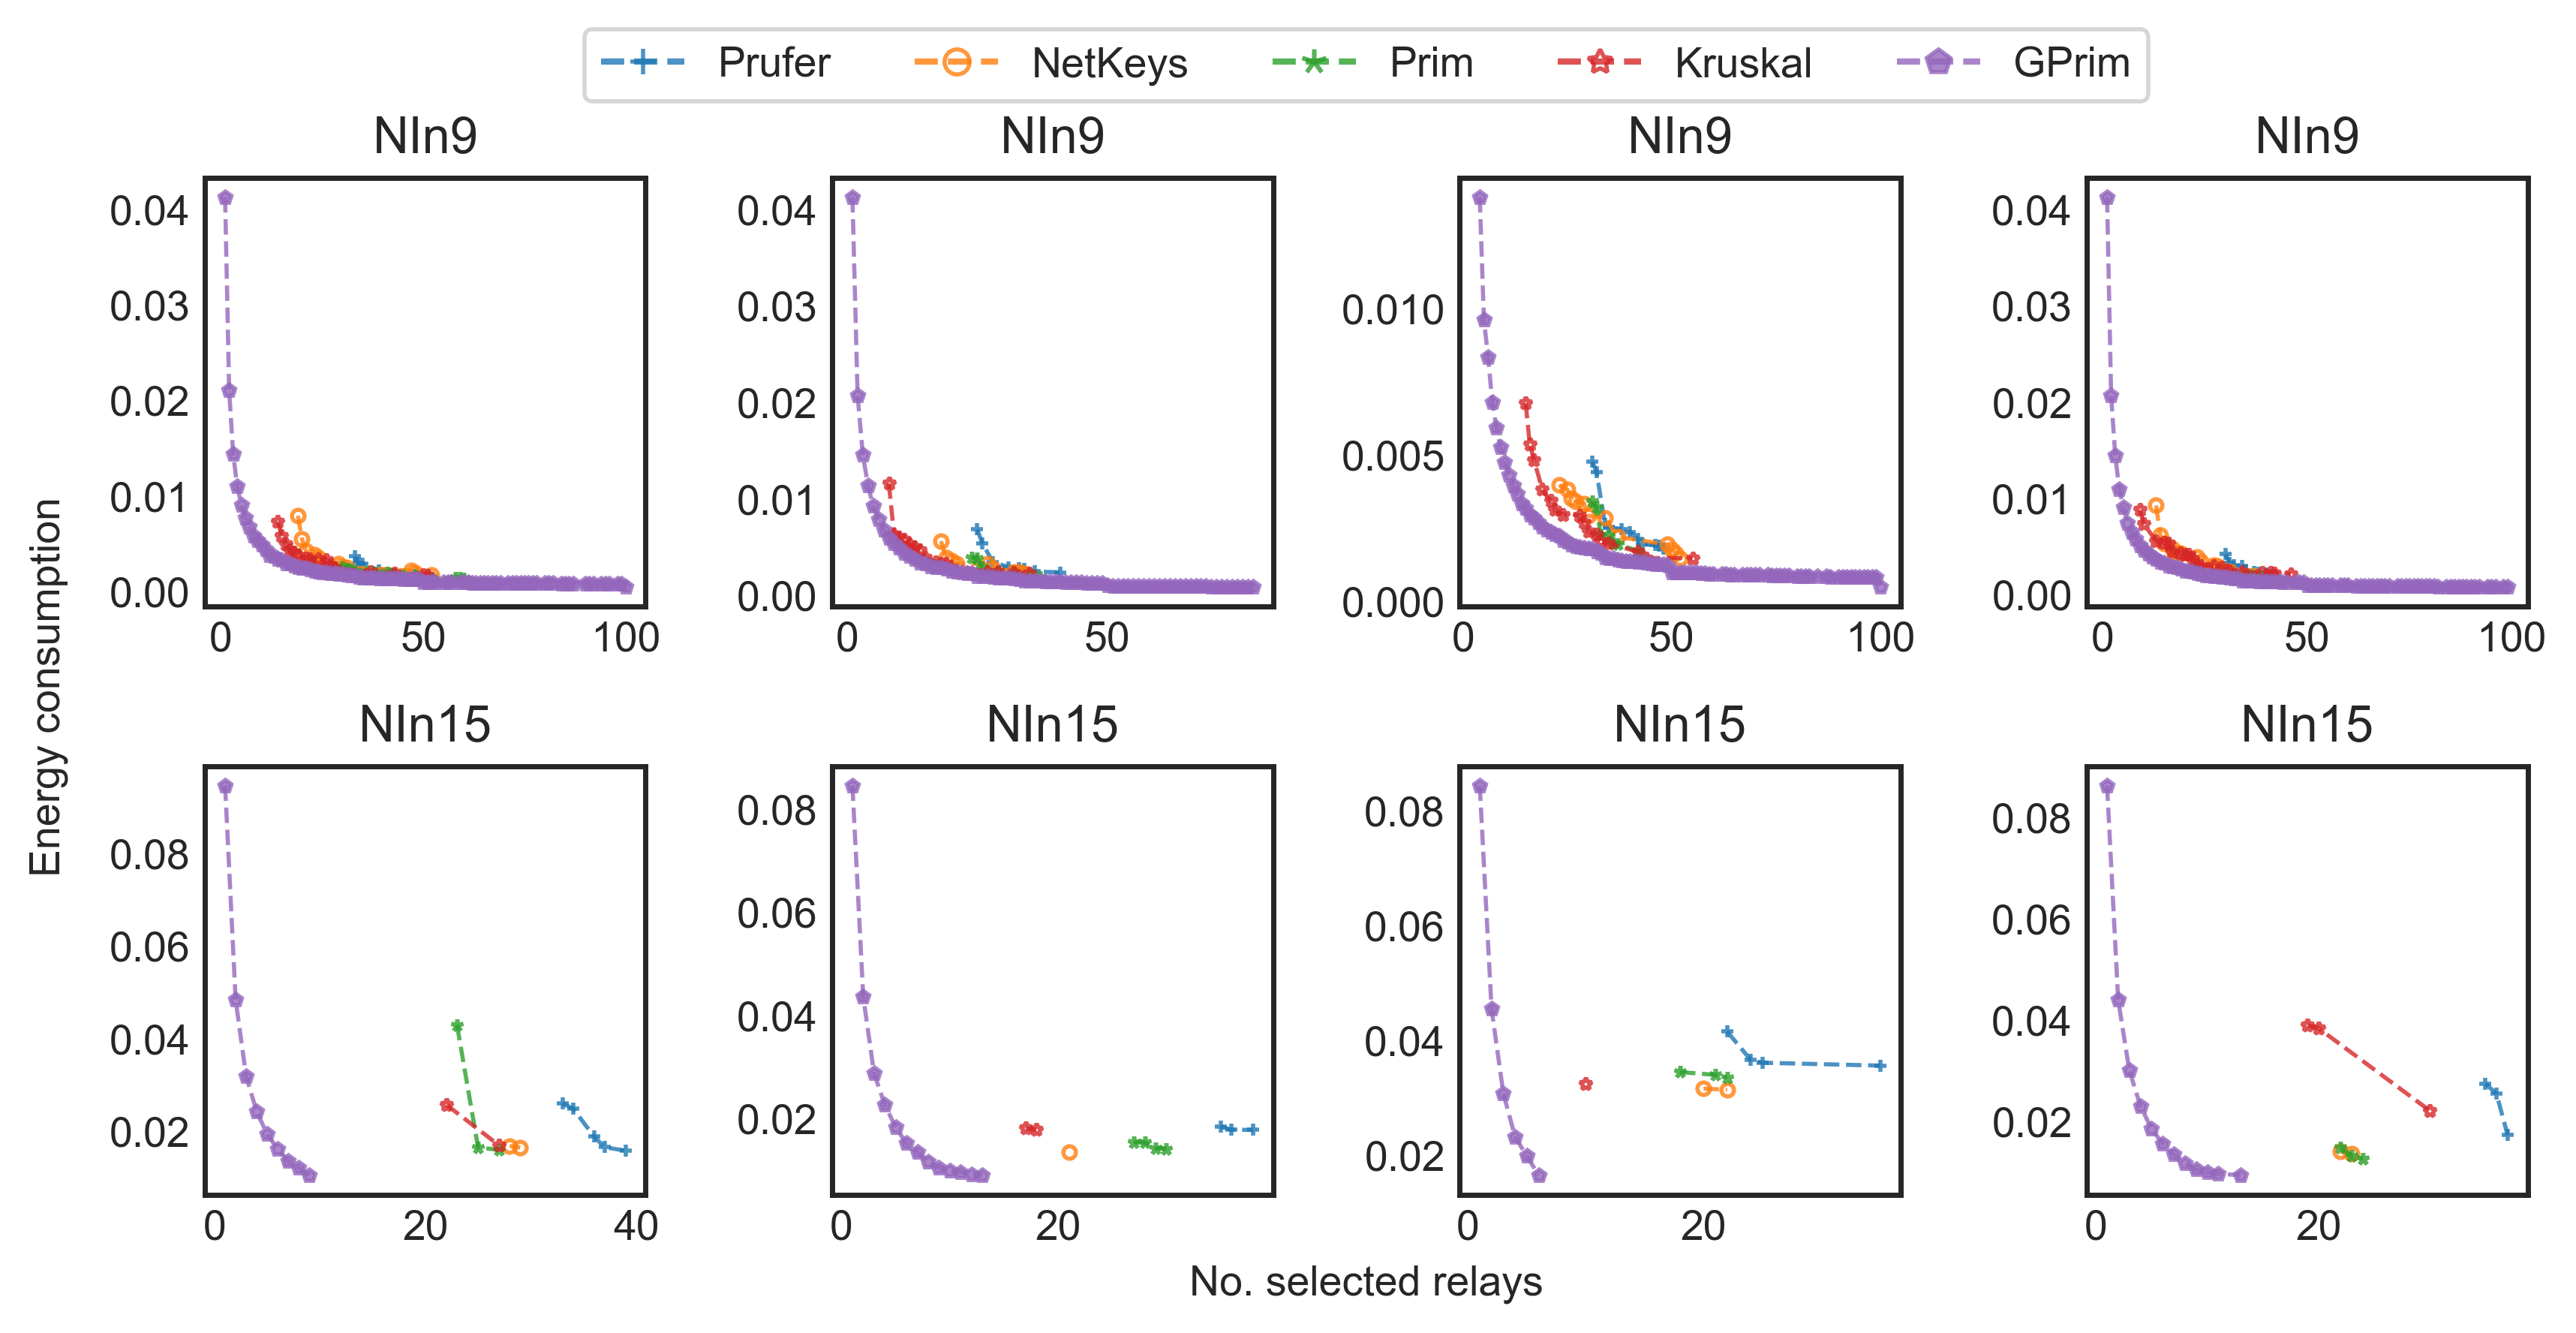 Prufer NetKeys Prim Kruskal GPrim
NIn9 NIn9 NIn9 NIn9
0.04 0.03 0.02 0.01 0.00
0 50 100
0.04 0.03 0.02 0.01 0.00
0 50
0.010 0.005 0.000
0 50 100
0.04 0.03 0.02 0.01 0.00
0 50 100
Energy consumption
NIn15 NIn15 NIn15 NIn15
0.08 0.06 0.04 0.02
0 20 40
0.08 0.06 0.04 0.02
0 20
0.08 0.06 0.04 0.02
0 20
0.08 0.06 0.04 0.02
0 20
No. selected relays